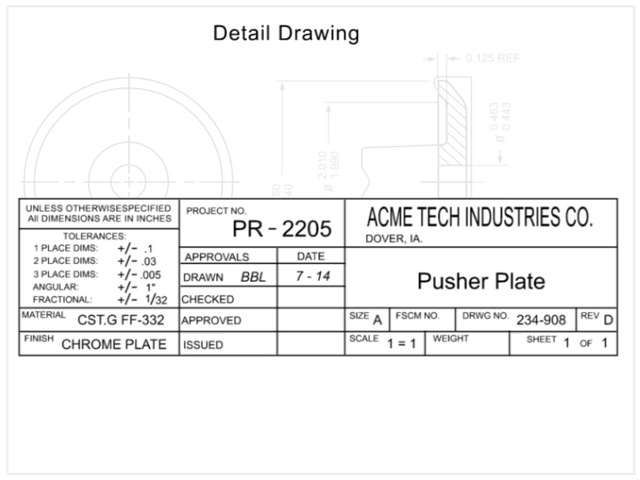 Detail Drawing
0.125 REF.
0.463
0.443
2.010
1.990
60
40
UNLESS OTHERWISESPECIFIED
All DIMENSIONS ARE IN INCHES
TOLERANCES:
1 PLACE DIMS: +/- .1
2 PLACE DIMS: +/- .03
3 PLACE DIMS: +/- .005
ANGULAR: +/- 1"
FRACTIONAL: +/- 1/32
MATERIAL CST.G FF-332
FINISH CHROME PLATE
PROJECT NO.
PR - 2205
APPROVALS DATE
DRAWN BBL 7 - 14
CHECKED
APPROVED
ISSUED
ACME TECH INDUSTRIES CO.
DOVER, IA.
Pusher Plate
SIZE A FSCM NO. DRWG NO. 234-908 REV D
SCALE 1 = 1 WEIGHT SHEET 1 OF 1